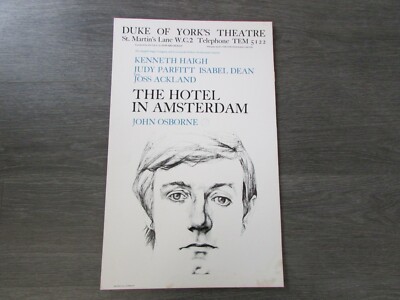 DUKE OF YORK'S THEATRE
St. Martin's Lane W.C.2 Telephone TEM 5122
KENNETH HAIGH
JUDY PARFITT ISABEL DEAN
JOSS ACKLAND
THE HOTEL
IN AMSTERDAM
JOHN OSBORNE